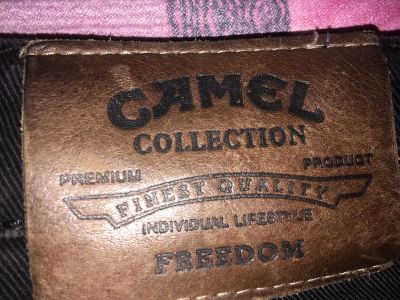 CAMEL
COLLECTION
PREMIUM PRODUCT
FINEST QUALITY
INDIVIDUAL LIFESTYLE
FREEDOM